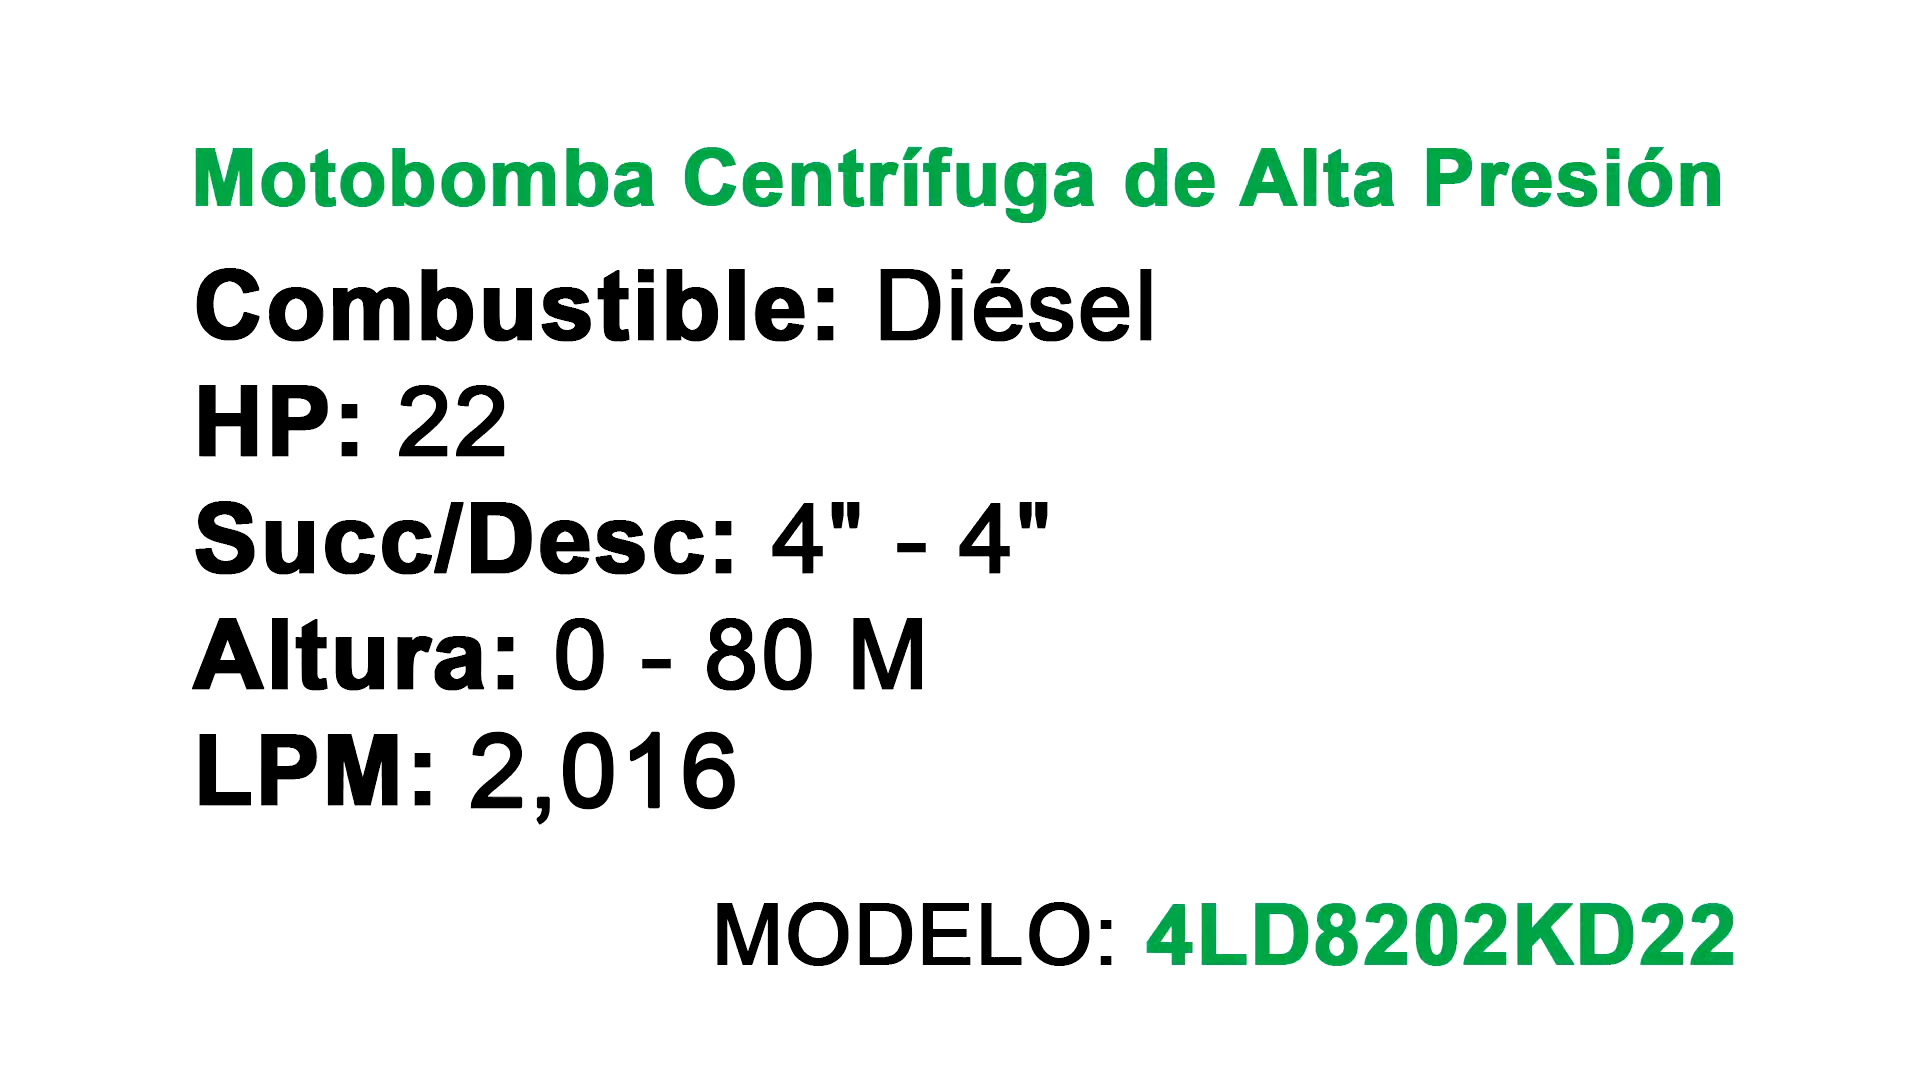 Motobomba Centrífuga de Alta Presión
Combustible: Diésel
HP: 22
Succ/Desc: 4" - 4"
Altura: 0 - 80 M
LPM: 2,016
MODELO: 4LD8202KD22